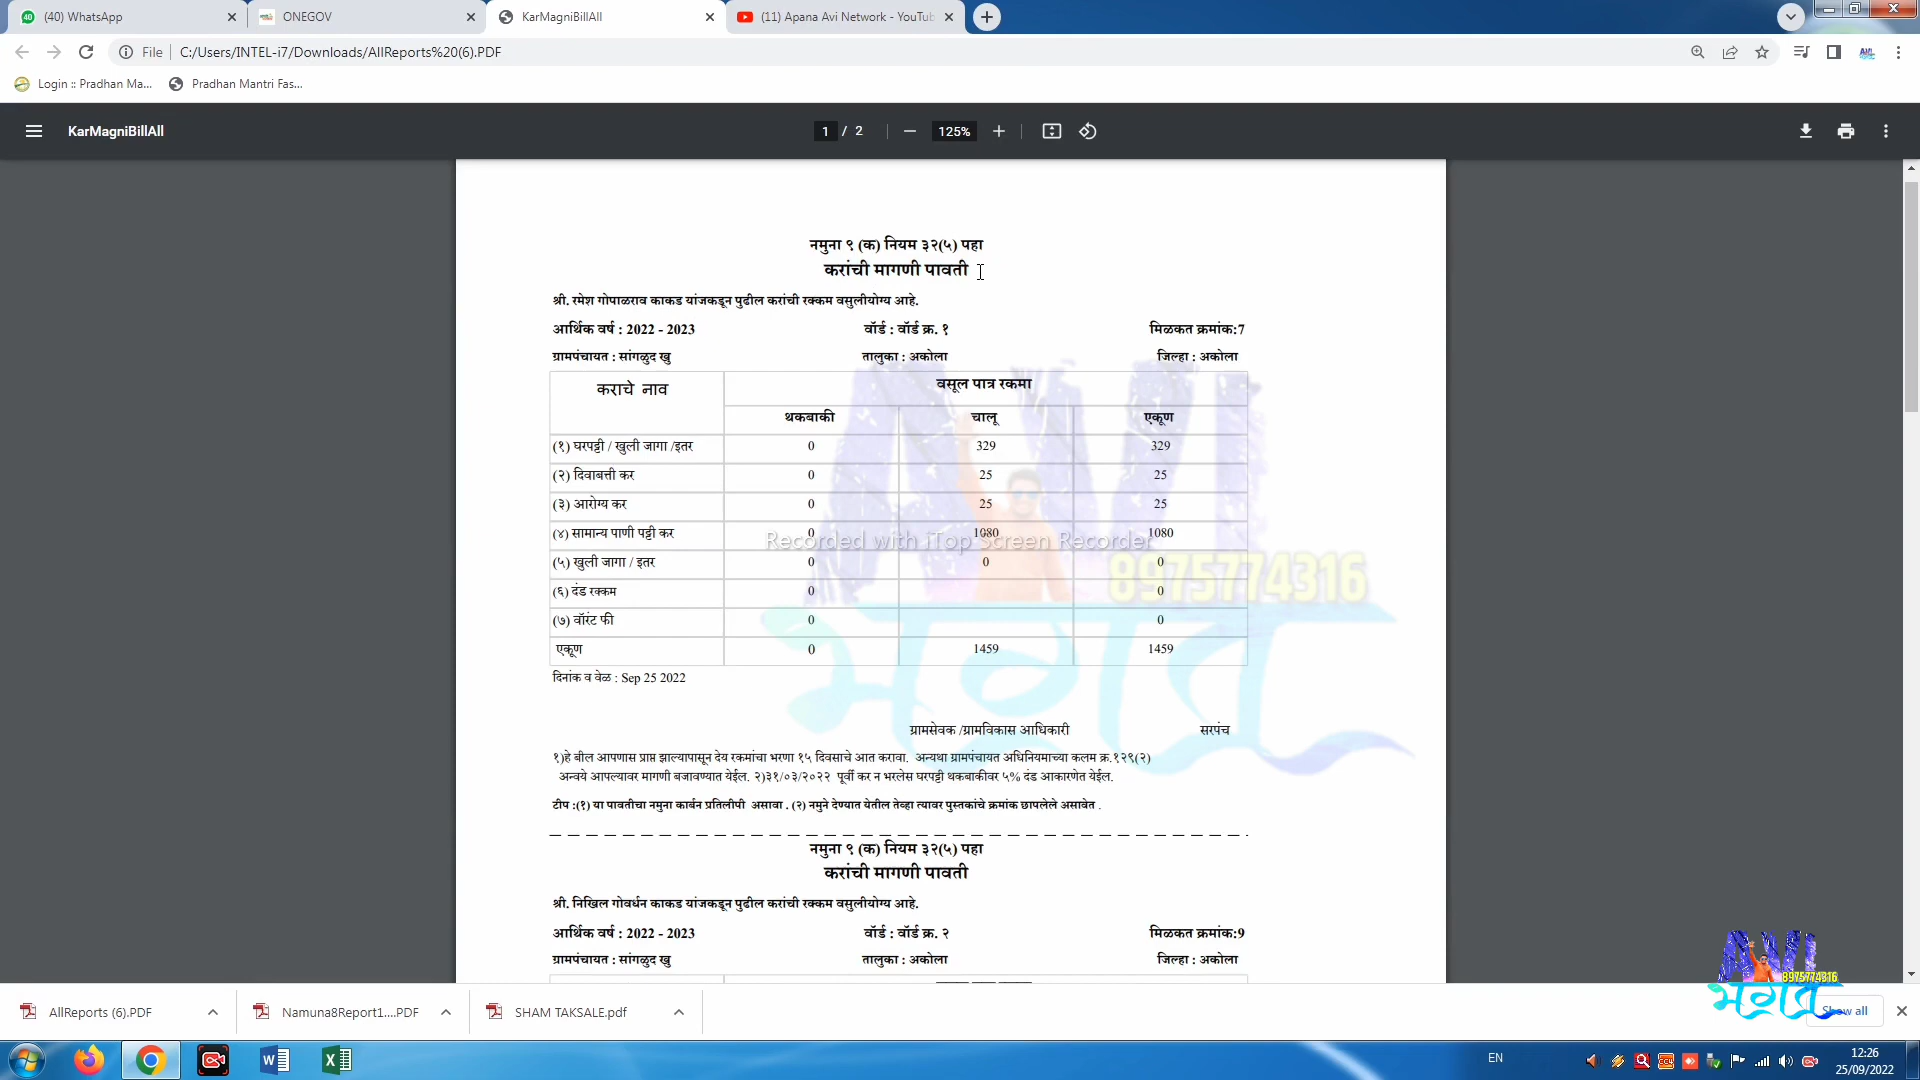 (40) WhatsApp
ONEGOV
KarMagniBillAll
(11) Apana Avi Network - YouTub
File
C:/Users/INTEL-i7/Downloads/AllReports%20(6).PDF
Login :: Pradhan Ma...
Pradhan Mantri Fas...
KarMagniBillAll
1 / 2
125%
नमुना ९ (क) नियम ३२(५) पहा
करांची मागणी पावती
श्री. रमेश गोपाळराव काकड यांजकडून पुढील करांची रक्कम वसुलीयोग्य आहे.
आर्थिक वर्ष : 2022 - 2023 वॉर्ड : वॉर्ड क्र. १ मिळकत क्रमांक:7
ग्रामपंचायत : सांगळुद खु तालुका : अकोला जिल्हा : अकोला
कराचे नाव वसूल पात्र रकमा
थकबाकी चालू एकूण
(१) घरपट्टी / खुली जागा /इतर 0 329 329
(२) दिवाबत्ती कर 0 25 25
(३) आरोग्य कर 0 25 25
(४) सामान्य पाणी पट्टी कर 0 1080 1080
Recorded with iTop Screen Recorder
(५) खुली जागा / इतर 0 0 0
(६) दंड रक्कम 0 0
(७) वॉरंट फी 0 0
एकूण 0 1459 1459
AVI
8975774316
भगत
दिनांक व वेळ : Sep 25 2022
ग्रामसेवक /ग्रामविकास आधिकारी सरपंच
१)हे बील आपणास प्राप्त झाल्यापासून देय रकमांचा भरणा १५ दिवसाचे आत करावा. अन्यथा ग्रामपंचायत अधिनियमाच्या कलम क्र.१२९(२)
अन्वये आपल्यावर मागणी बजावण्यात येईल. २)३१/०३/२०२२ पूर्वी कर न भरलेस घरपट्टी थकबाकीवर ५% दंड आकारणेत येईल.
टीप :(१) या पावतीचा नमुना कार्बन प्रतिलीपी असावा . (२) नमुने देण्यात येतील तेव्हा त्यावर पुस्तकांचे क्रमांक छापलेले असावेत .
नमुना ९ (क) नियम ३२(५) पहा
करांची मागणी पावती
श्री. निखिल गोवर्धन काकड यांजकडून पुढील करांची रक्कम वसुलीयोग्य आहे.
आर्थिक वर्ष : 2022 - 2023 वॉर्ड : वॉर्ड क्र. २ मिळकत क्रमांक:9
ग्रामपंचायत : सांगळुद खु तालुका : अकोला जिल्हा : अकोला
AVI
8975774316
भगत
AllReports (6).PDF
Namuna8Report1....PDF
SHAM TAKSALE.pdf
Show all
EN
12:26
25/09/2022